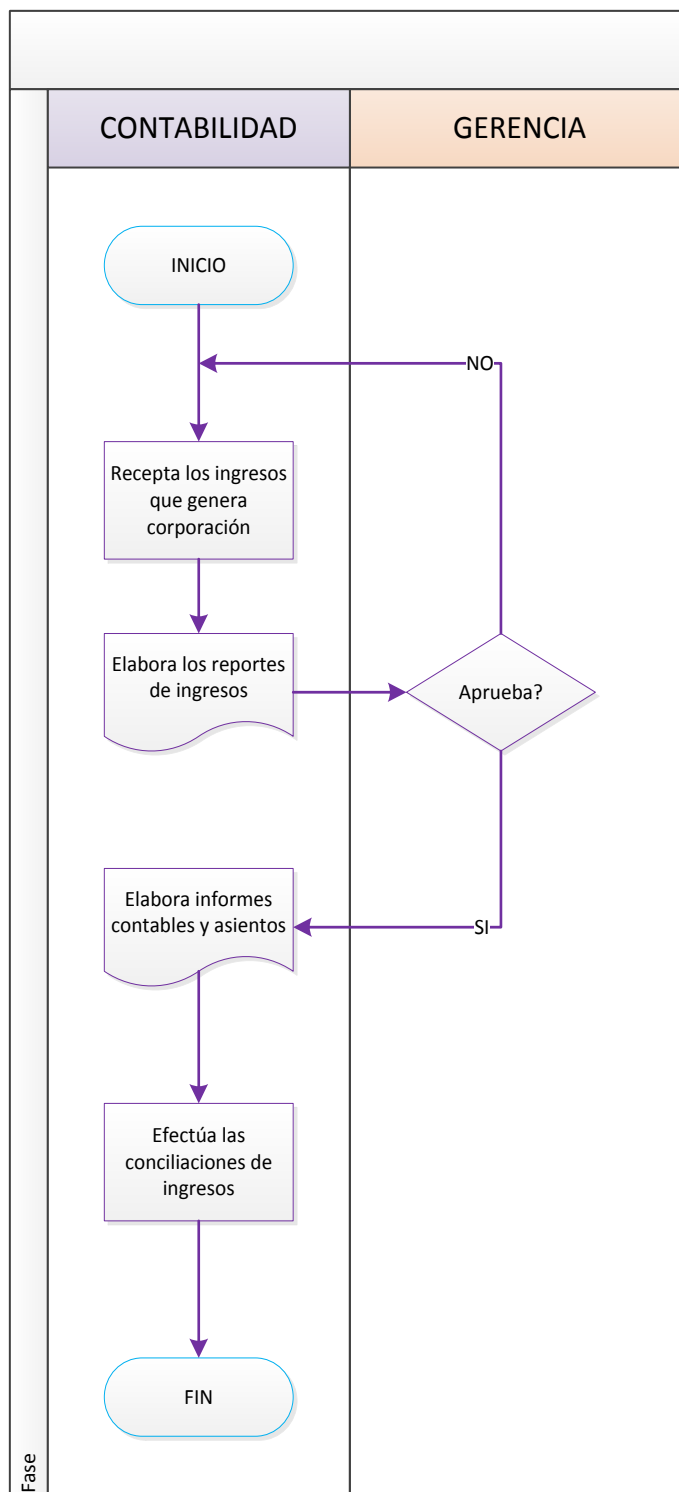 CONTABILIDAD
GERENCIA
INICIO
NO
Recepta los ingresos
que genera
corporación
Elabora los reportes
de ingresos
Aprueba?
Elabora informes
contables y asientos
SI
Efectúa las
conciliaciones de
ingresos
FIN
Fase